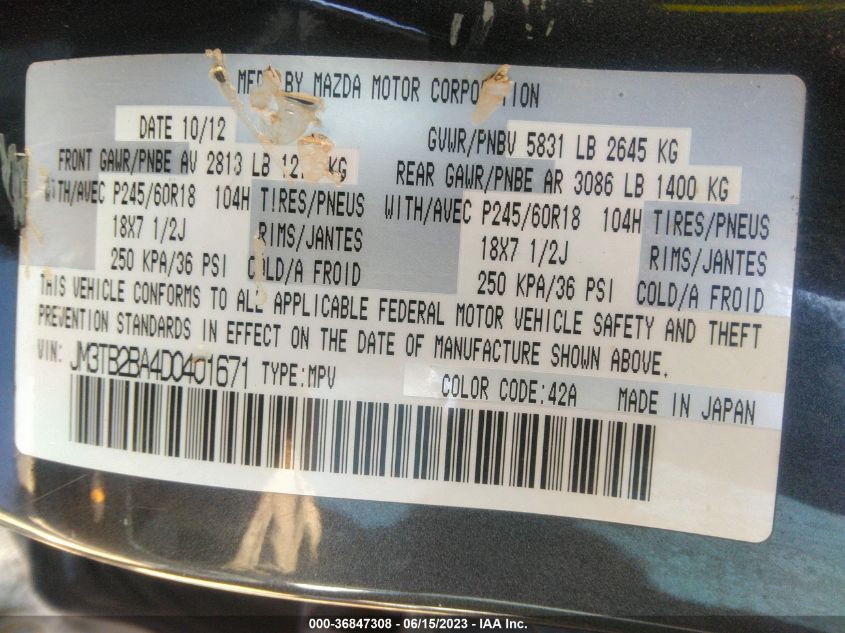 MFD BY MAZDA MOTOR CORPORATION
DATE 10/12
GVWR/PNBV 5831 LB 2645 KG
FRONT GAWR/PNBE AV 2813 LB KG
REAR GAWR/PNBE AR 3086 LB 1400 KG
WITH/AVEC P245/60R18 104H TIRES/PNEUS
WITH/AVEC P245/60R18 104H TIRES/PNEUS
18X7 1/2J RIMS/JANTES
18X7 1/2J RIMS/JANTES
250 KPA/36 PSI COLD/A FROID
250 KPA/36 PSI COLD/A FROID
THIS VEHICLE CONFORMS TO ALL APPLICABLE FEDERAL MOTOR VEHICLE SAFETY AND THEFT
PREVENTION STANDARDS IN EFFECT ON THE DATE OF MANUFACTURE SHOWN ABOVE.
VIN: JM3TB2BA4D0401671 TYPE:MPV
COLOR CODE:42A MADE IN JAPAN
000-36847308 - 06/15/2023 - IAA Inc.